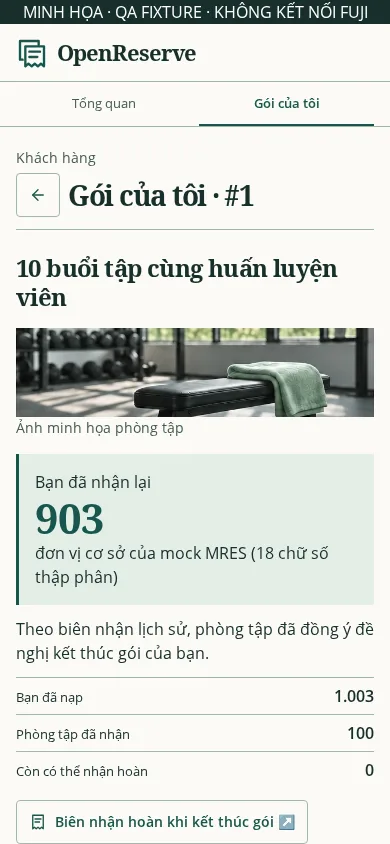 MINH HỌA · QA FIXTURE · KHÔNG KẾT NỐI FUJI
OpenReserve
Tổng quan
Gói của tôi
Khách hàng
Gói của tôi · #1
10 buổi tập cùng huấn luyện
viên
Ảnh minh họa phòng tập
Bạn đã nhận lại
903
đơn vị cơ sở của mock MRES (18 chữ số
thập phân)
Theo biên nhận lịch sử, phòng tập đã đồng ý đề
nghị kết thúc gói của bạn.
Bạn đã nạp 1.003
Phòng tập đã nhận 100
Còn có thể nhận hoàn 0
Biên nhận hoàn khi kết thúc gói ↗